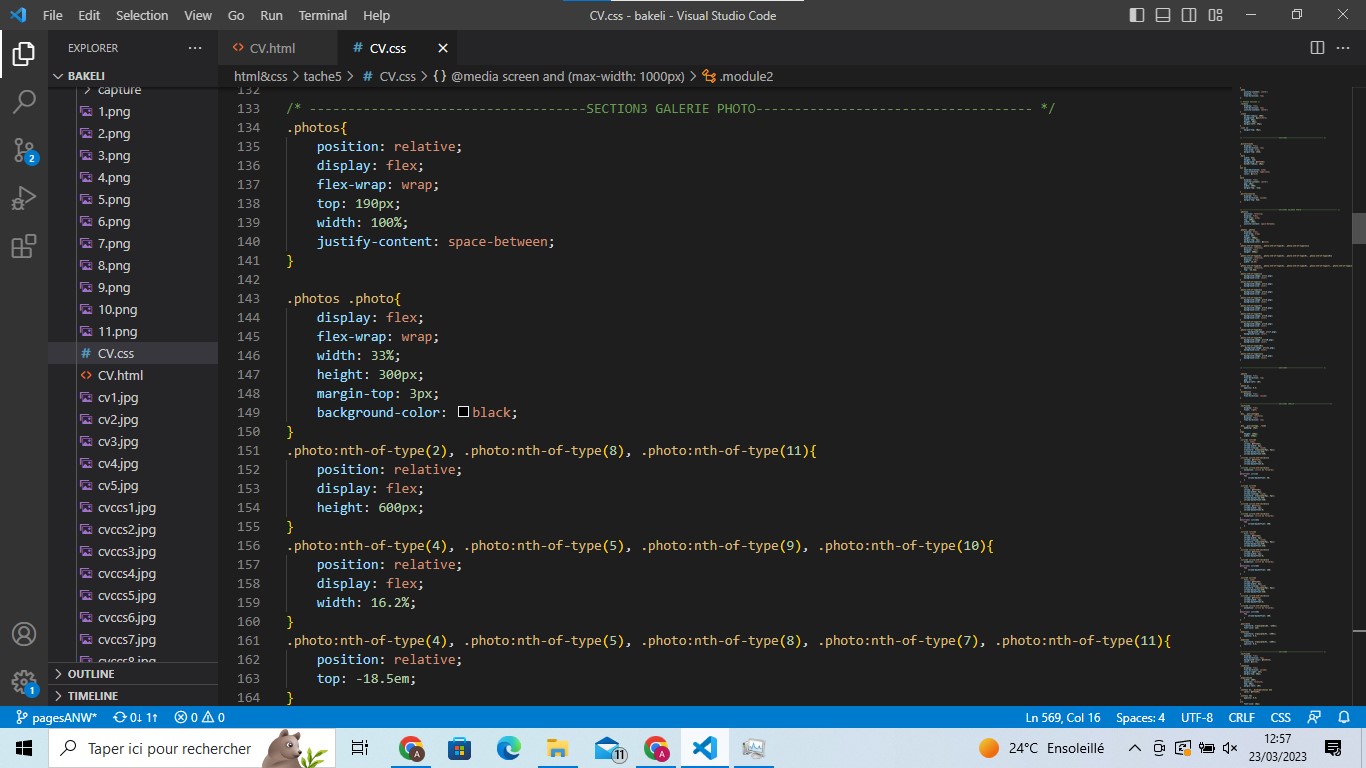 File Edit Selection View Go Run Terminal Help
CV.css - bakeli - Visual Studio Code
EXPLORER
CV.html
CV.css
BAKELI
html&css > tache5 > # CV.css > {} @media screen and (max-width: 1000px) > .module2
capture
1.png
2.png
3.png
4.png
5.png
6.png
7.png
8.png
9.png
10.png
11.png
# CV.css
<> CV.html
cv1.jpg
cv2.jpg
cv3.jpg
cv4.jpg
cv5.jpg
cvccs1.jpg
cvccs2.jpg
cvccs3.jpg
cvccs4.jpg
cvccs5.jpg
cvccs6.jpg
cvccs7.jpg
cvccs8.jpg
OUTLINE
TIMELINE
132
133 /* ------------------------------------SECTION3 GALERIE PHOTO------------------------------------ */
134 .photos{
135 position: relative;
136 display: flex;
137 flex-wrap: wrap;
138 top: 190px;
139 width: 100%;
140 justify-content: space-between;
141 }
142
143 .photos .photo{
144 display: flex;
145 flex-wrap: wrap;
146 width: 33%;
147 height: 300px;
148 margin-top: 3px;
149 background-color: black;
150 }
151 .photo:nth-of-type(2), .photo:nth-of-type(8), .photo:nth-of-type(11){
152 position: relative;
153 display: flex;
154 height: 600px;
155 }
156 .photo:nth-of-type(4), .photo:nth-of-type(5), .photo:nth-of-type(9), .photo:nth-of-type(10){
157 position: relative;
158 display: flex;
159 width: 16.2%;
160 }
161 .photo:nth-of-type(4), .photo:nth-of-type(5), .photo:nth-of-type(8), .photo:nth-of-type(7), .photo:nth-of-type(11){
162 position: relative;
163 top: -18.5em;
164 }
2
1
pagesANW* 0↓ 1↑ 0 0
Ln 569, Col 16 Spaces: 4 UTF-8 CRLF CSS
Taper ici pour rechercher
11
24°C Ensoleillé
12:57
23/03/2023